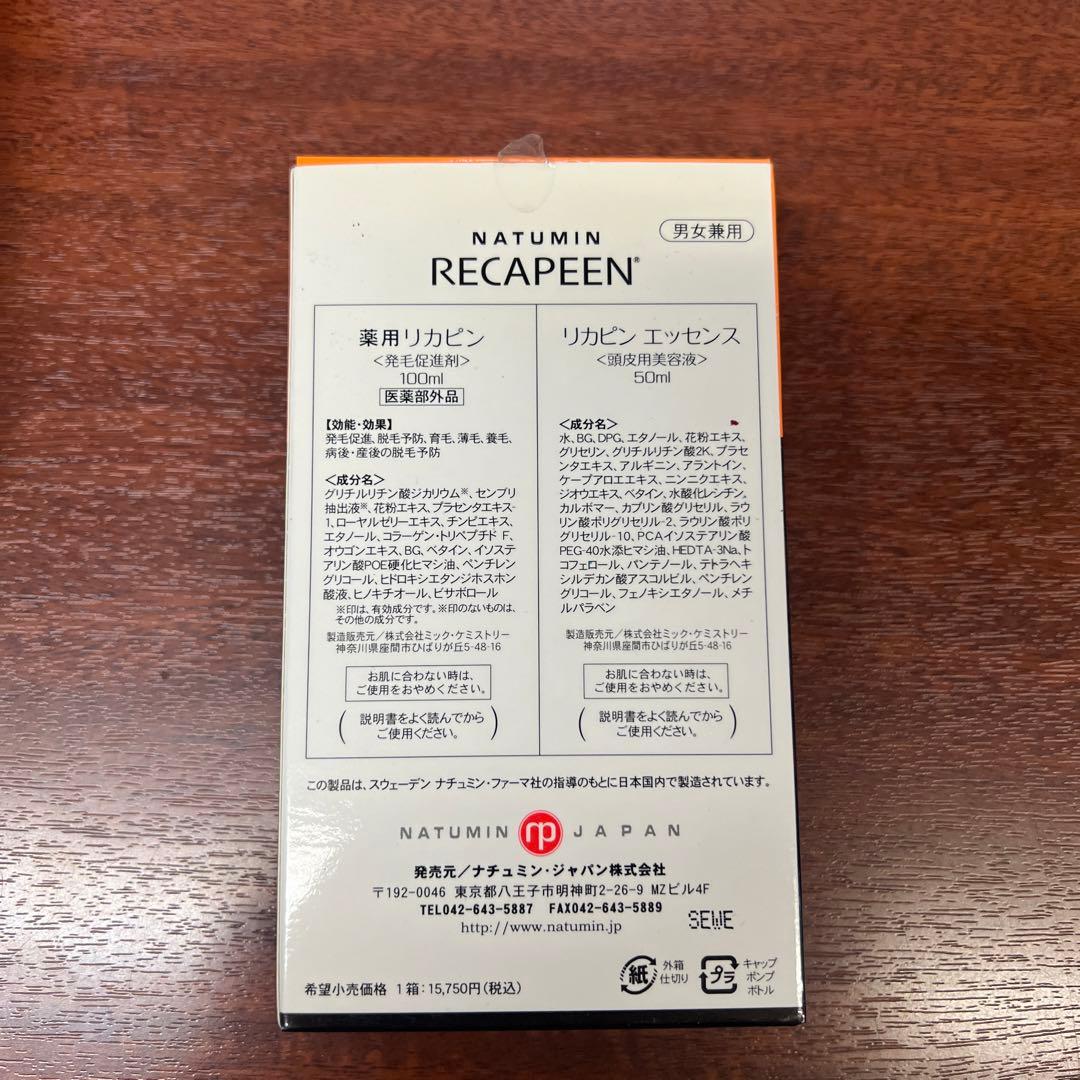 NATUMIN
RECAPEEN®
男女兼用
薬用リカピン
<発毛促進剤>
100ml
医薬部外品
【効能・効果】
発毛促進、脱毛予防、育毛、薄毛、養毛、
病後・産後の脱毛予防
<成分名>
グリチルリチン酸ジカリウム※、センブリ
抽出液※、花粉エキス、プラセンタエキス-
1、ローヤルゼリーエキス、チンピエキス、
エタノール、コラーゲン・トリペプチド F、
オウゴンエキス、BG、ベタイン、イソステ
アリン酸POE硬化ヒマシ油、ペンチレン
グリコール、ヒドロキシエタンジホスホン
酸液、ヒノキチオール、ビサボロール
※印は、有効成分です。※印のないものは、
その他の成分です。
製造販売元/株式会社ミック・ケミストリー
神奈川県座間市ひばりが丘5-48-16
お肌に合わない時は、
ご使用をおやめください。
(説明書をよく読んでから
ご使用ください。)
リカピン エッセンス
<頭皮用美容液>
50ml
<成分名>
水、BG、DPG、エタノール、花粉エキス、
グリセリン、グリチルリチン酸2K、プラセ
ンタエキス、アルギニン、アラントイン、
ケープアロエエキス、ニンニクエキス、
ジオウエキス、ベタイン、水酸化レシチン、
カルボマー、カプリン酸グリセリル、ラウ
リン酸ポリグリセリル-2、ラウリン酸ポリ
グリセリル-10、PCAイソステアリン酸
PEG-40水添ヒマシ油、HEDTA-3Na、ト
コフェロール、パンテノール、テトラヘキ
シルデカン酸アスコルビル、ペンチレン
グリコール、フェノキシエタノール、メチ
ルパラベン
製造販売元/株式会社ミック・ケミストリー
神奈川県座間市ひばりが丘5-48-16
お肌に合わない時は、
ご使用をおやめください。
(説明書をよく読んでから
ご使用ください。)
この製品は、スウェーデン ナチュミン・ファーマ社の指導のもとに日本国内で製造されています。
NATUMIN np JAPAN
発売元/ナチュミン・ジャパン株式会社
〒192-0046 東京都八王子市明神町2-26-9 MZビル4F
TEL042-643-5887 FAX042-643-5889
http://www.natumin.jp
SEWE
紙 外箱
仕切り
プラ キャップ
ポンプ
ボトル
希望小売価格 1箱:15,750円(税込)